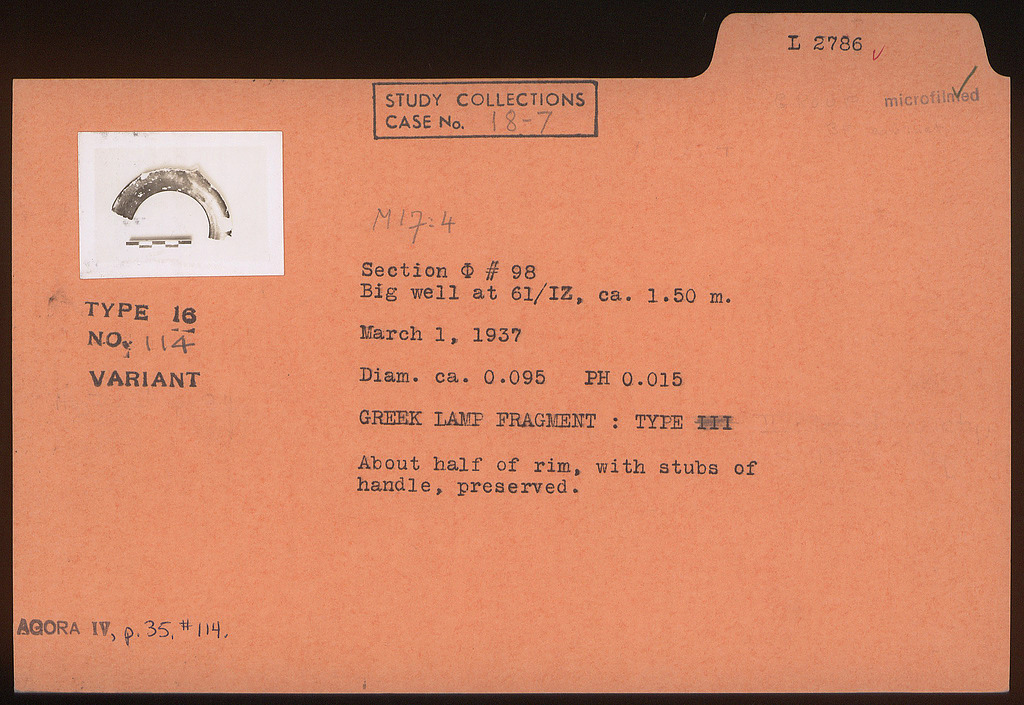 L 2786
microfilmed
STUDY COLLECTIONS
CASE No. 18-7
M17:4
Section Φ # 98
Big well at 61/IZ, ca. 1.50 m.
TYPE 16
NO. 114
VARIANT
March 1, 1937
Diam. ca. 0.095 PH 0.015
GREEK LAMP FRAGMENT : TYPE III
About half of rim, with stubs of
handle, preserved.
AGORA IV, p. 35, #114.